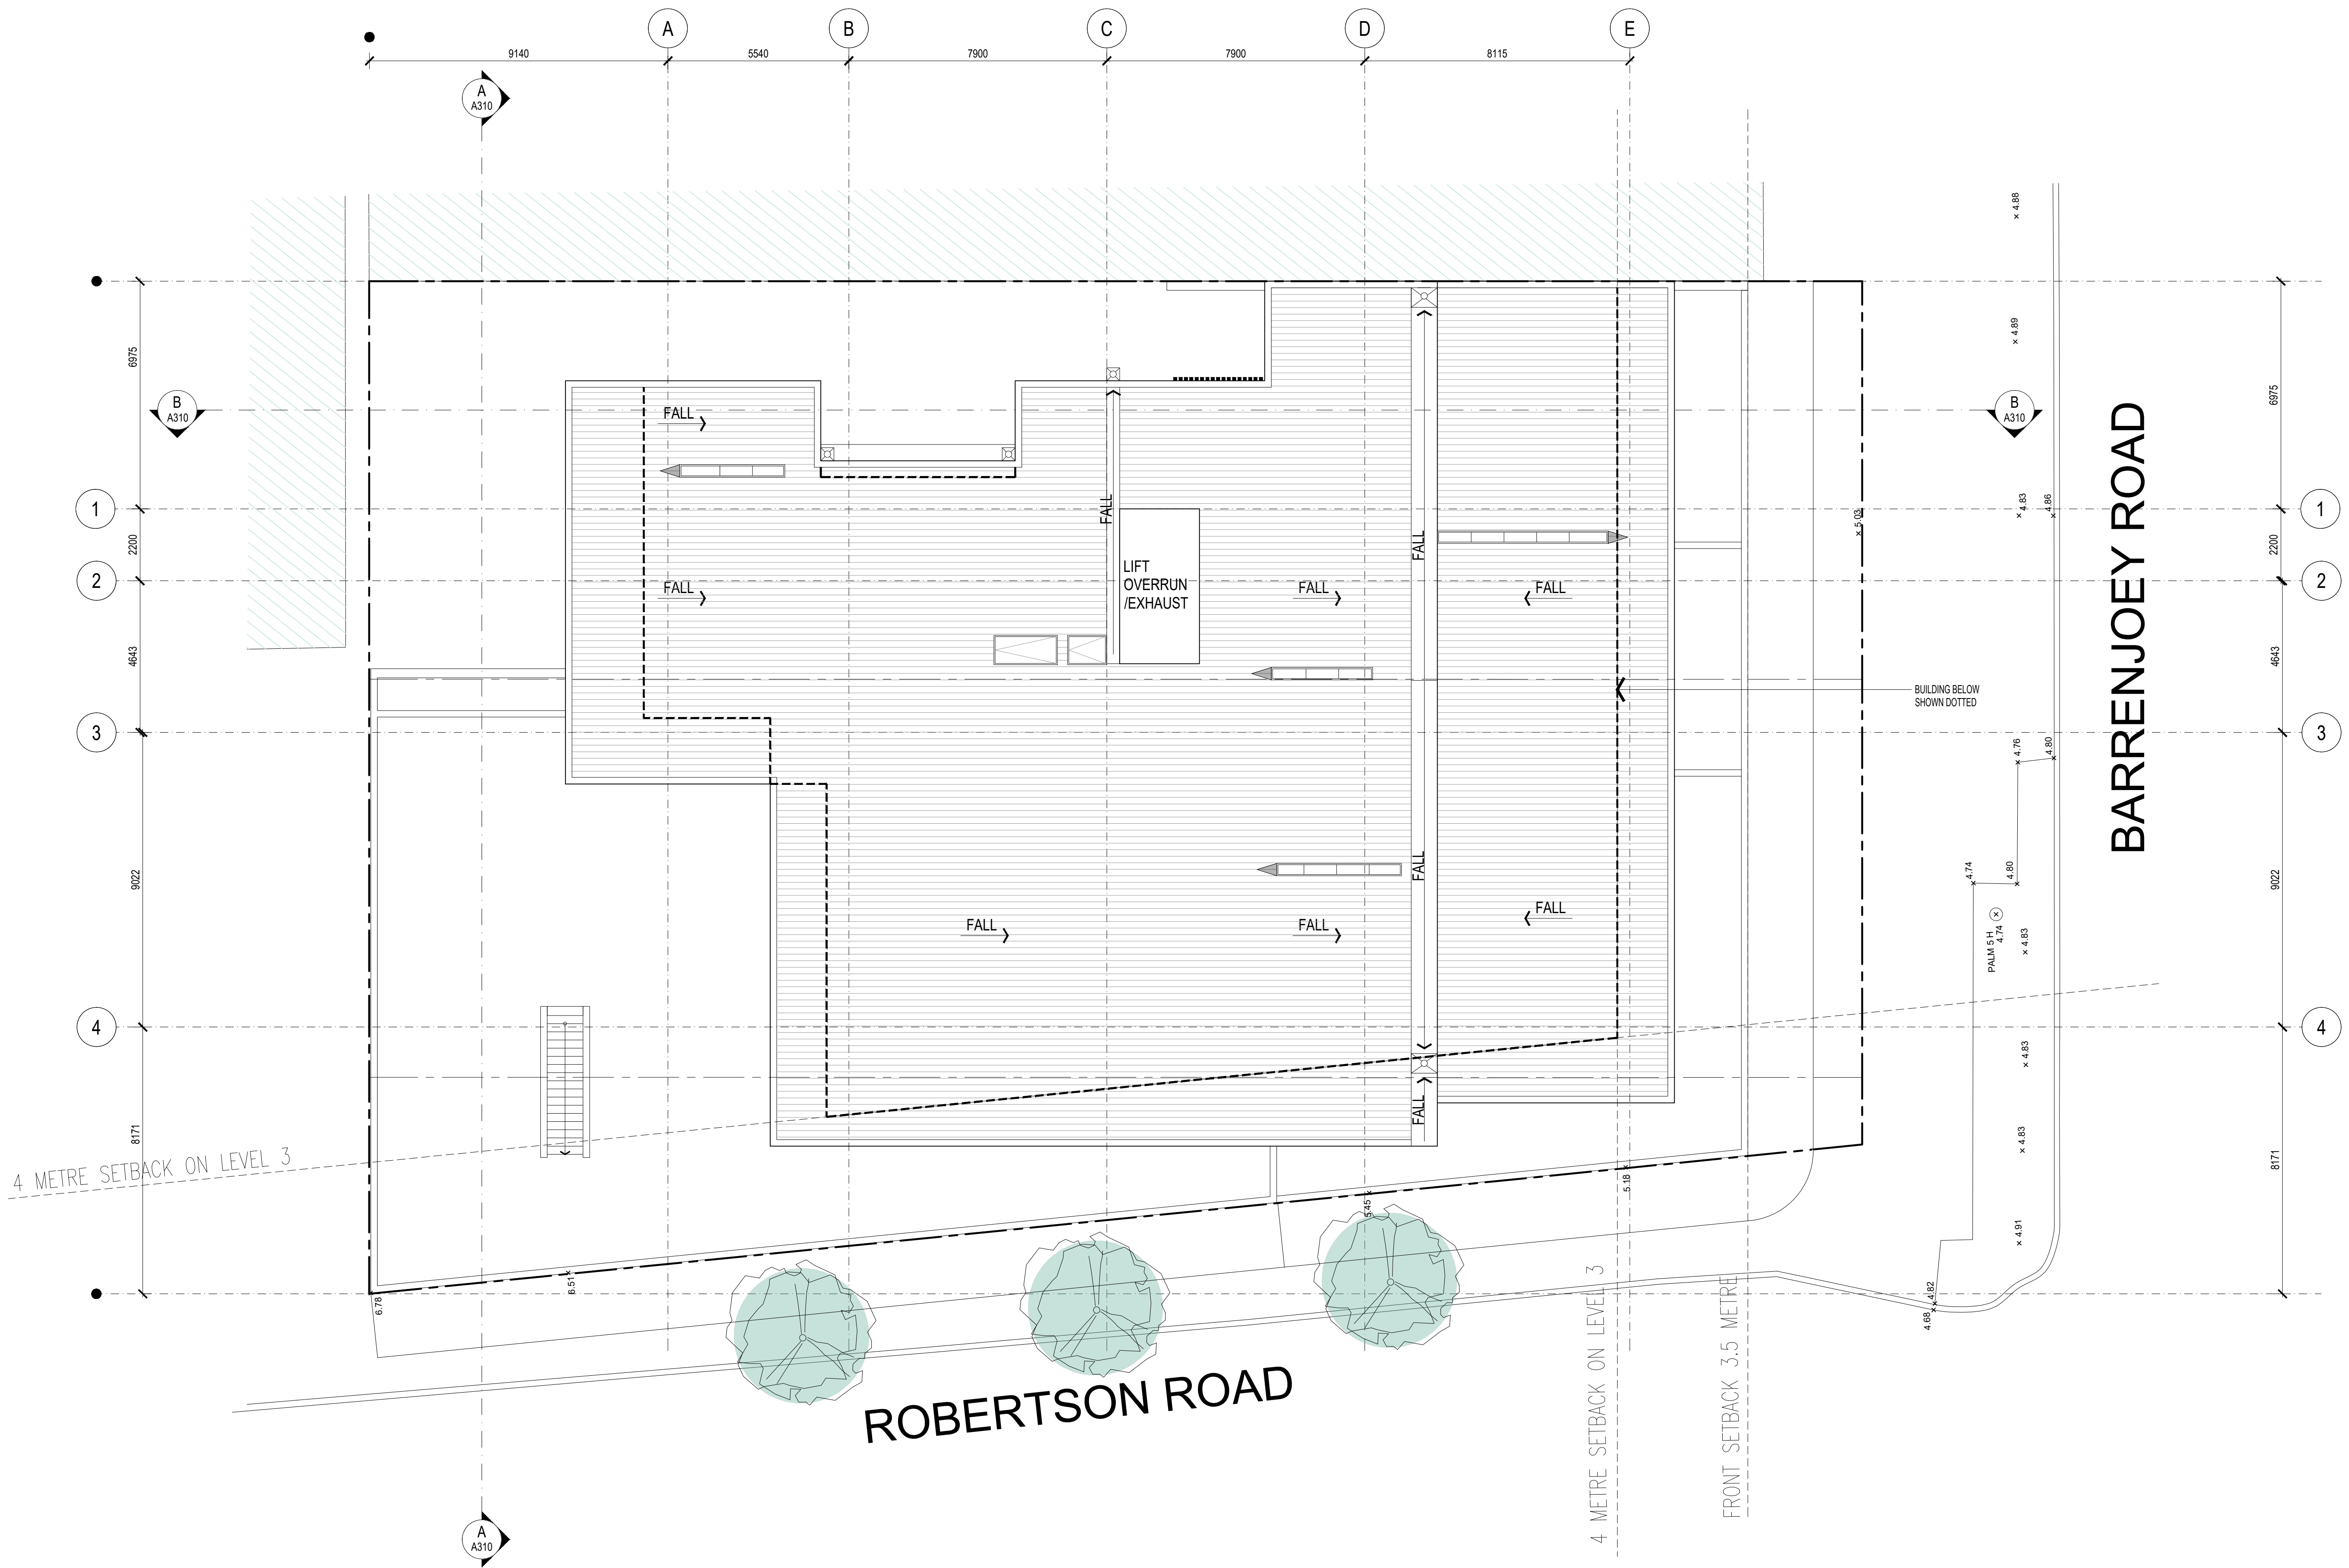 A B C D E
9140 5540 7900 7900 8115
A
A310
× 4.88
× 4.89
6975
6975
B
A310
B
A310
FALL
BARRENJOEY ROAD
1
FALL
× 4.83
× 4.86
× 5.03
1
2200
FALL
2200
2
LIFT
OVERRUN
/EXHAUST
FALL
FALL
FALL
2
4643
4643
BUILDING BELOW
SHOWN DOTTED
3
4.76
4.80
3
9022
FALL
4.74
4.80
9022
FALL
FALL
FALL
PALM 5 H
4.74
× 4.83
4
× 4.83
4
8171
FALL
× 4.83
8171
4 METRE SETBACK ON LEVEL 3
5.18 ×
5.45 ×
× 4.91
6.51 ×
6.78
4.82
4.68
ROBERTSON ROAD
4 METRE SETBACK ON LEVEL 3
FRONT SETBACK 3.5 METRE
A
A310